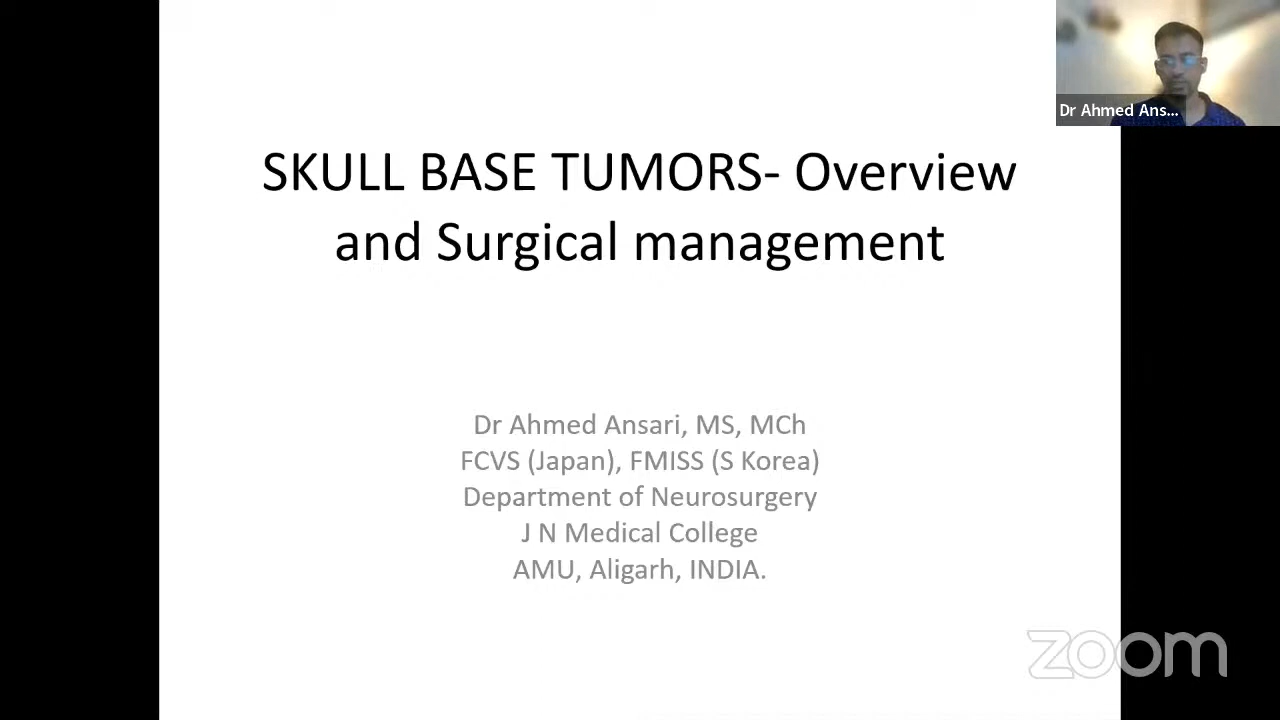 Dr Ahmed Ans...
SKULL BASE TUMORS- Overview
and Surgical management
Dr Ahmed Ansari, MS, MCh
FCVS (Japan), FMISS (S Korea)
Department of Neurosurgery
J N Medical College
AMU, Aligarh, INDIA.
zoom